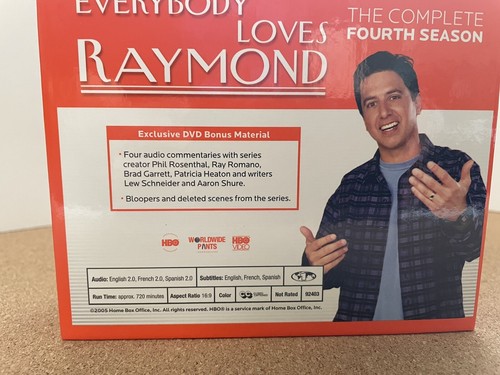 EVERYBODY
LOVES
RAYMOND
THE COMPLETE
FOURTH SEASON
Exclusive DVD Bonus Material
• Four audio commentaries with series
creator Phil Rosenthal, Ray Romano,
Brad Garrett, Patricia Heaton and writers
Lew Schneider and Aaron Shure.
• Bloopers and deleted scenes from the series.
HBO
WORLDWIDE
PANTS
HBO
VIDEO
Audio: English 2.0, French 2.0, Spanish 2.0
Subtitles: English, French, Spanish
Run Time: approx. 720 minutes
Aspect Ratio 16:9
Color
Not Rated
92403
©2005 Home Box Office, Inc. All rights reserved. HBO® is a service mark of Home Box Office, Inc.